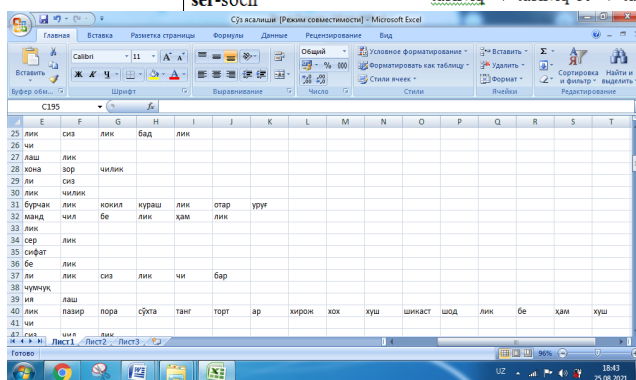 ser-soch
Сўз ясалиши [Режим совместимости] - Microsoft Excel
Главная Вставка Разметка страницы Формулы Данные Рецензирование Вид
Вставить Calibri 11 Общий Условное форматирование Вставить Σ
Ж К Ч % 000 Форматировать как таблицу Удалить Сортировка Найти и
Стили ячеек Формат и фильтр выделить
Буфер обм... Шрифт Выравнивание Число Стили Ячейки Редактирование
C195 fx
E F G H I J K L M N O P Q R S T
25 лик сиз лик бад лик
26 чи
27 лаш лик
28 хона зор чилик
29 ли сиз
30 лик чилик
31 бурчак лик кокил кураш лик отар уруғ
32 манд чил бе лик ҳам лик
33 лик
34 сер лик
35 сифат
36 бе лик
37 ли лик сиз лик чи бар
38 чумчуқ
39 ия лаш
40 лик пазир пора сўхта танг торт ар хирож хох хуш шикаст шод лик бе ҳам хуш
41 чи
42 сиз чил лик
Лист1 Лист2 Лист3
Готово 96%
UZ 18:43
25.08.2021